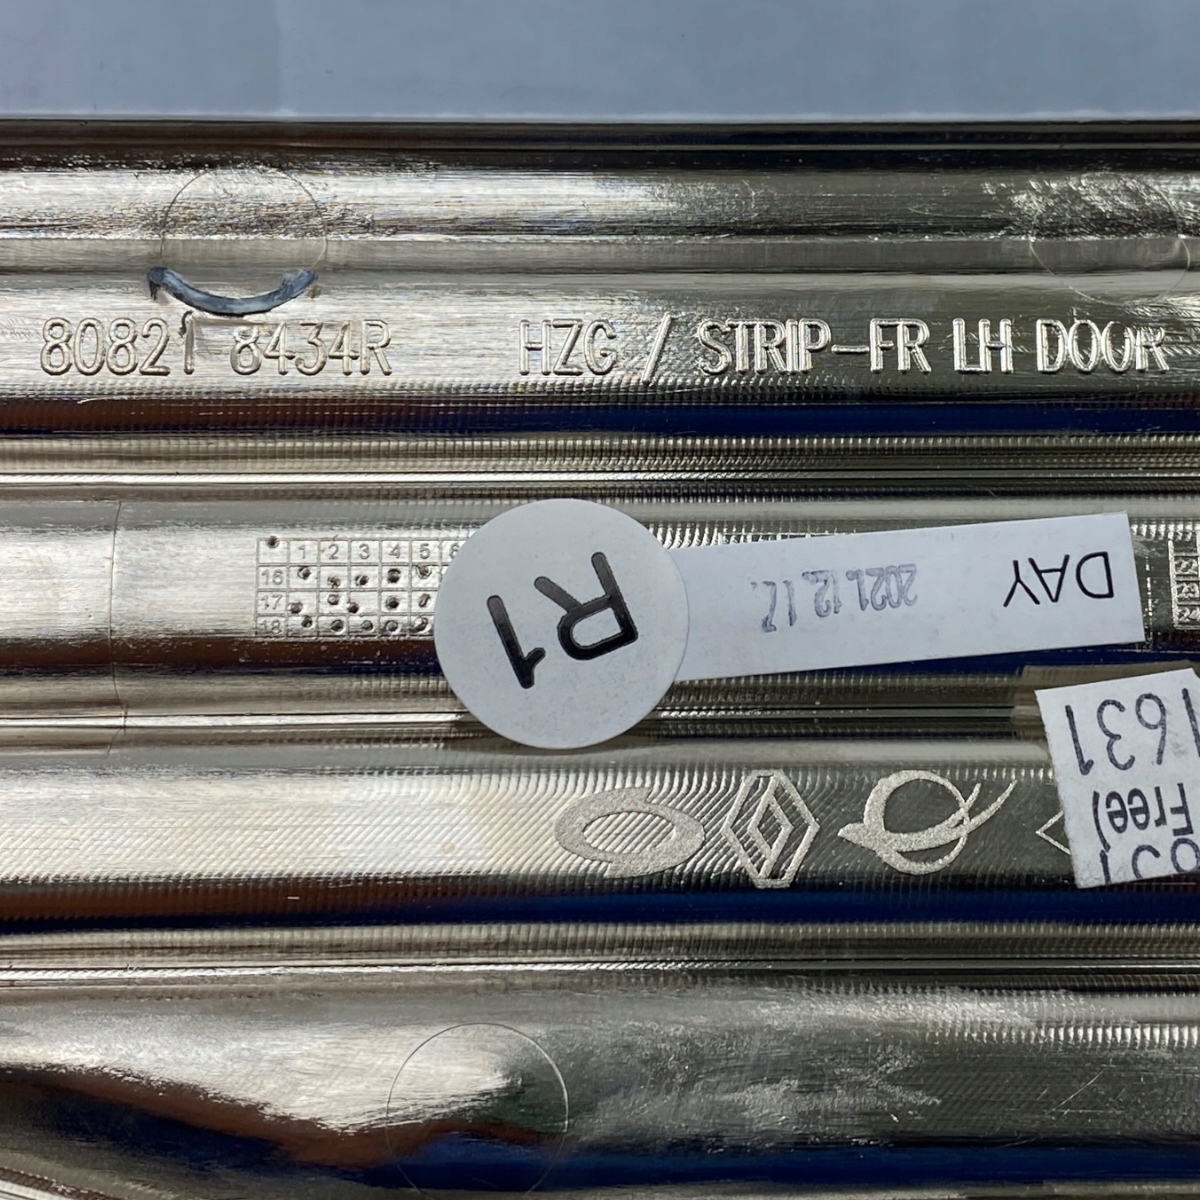 80821 8434R HZG / STRIP-FR LH DOOR
1 2 3 4 5 6
16
17
18
R1
DAY 2021.12.17.
1631
Free)